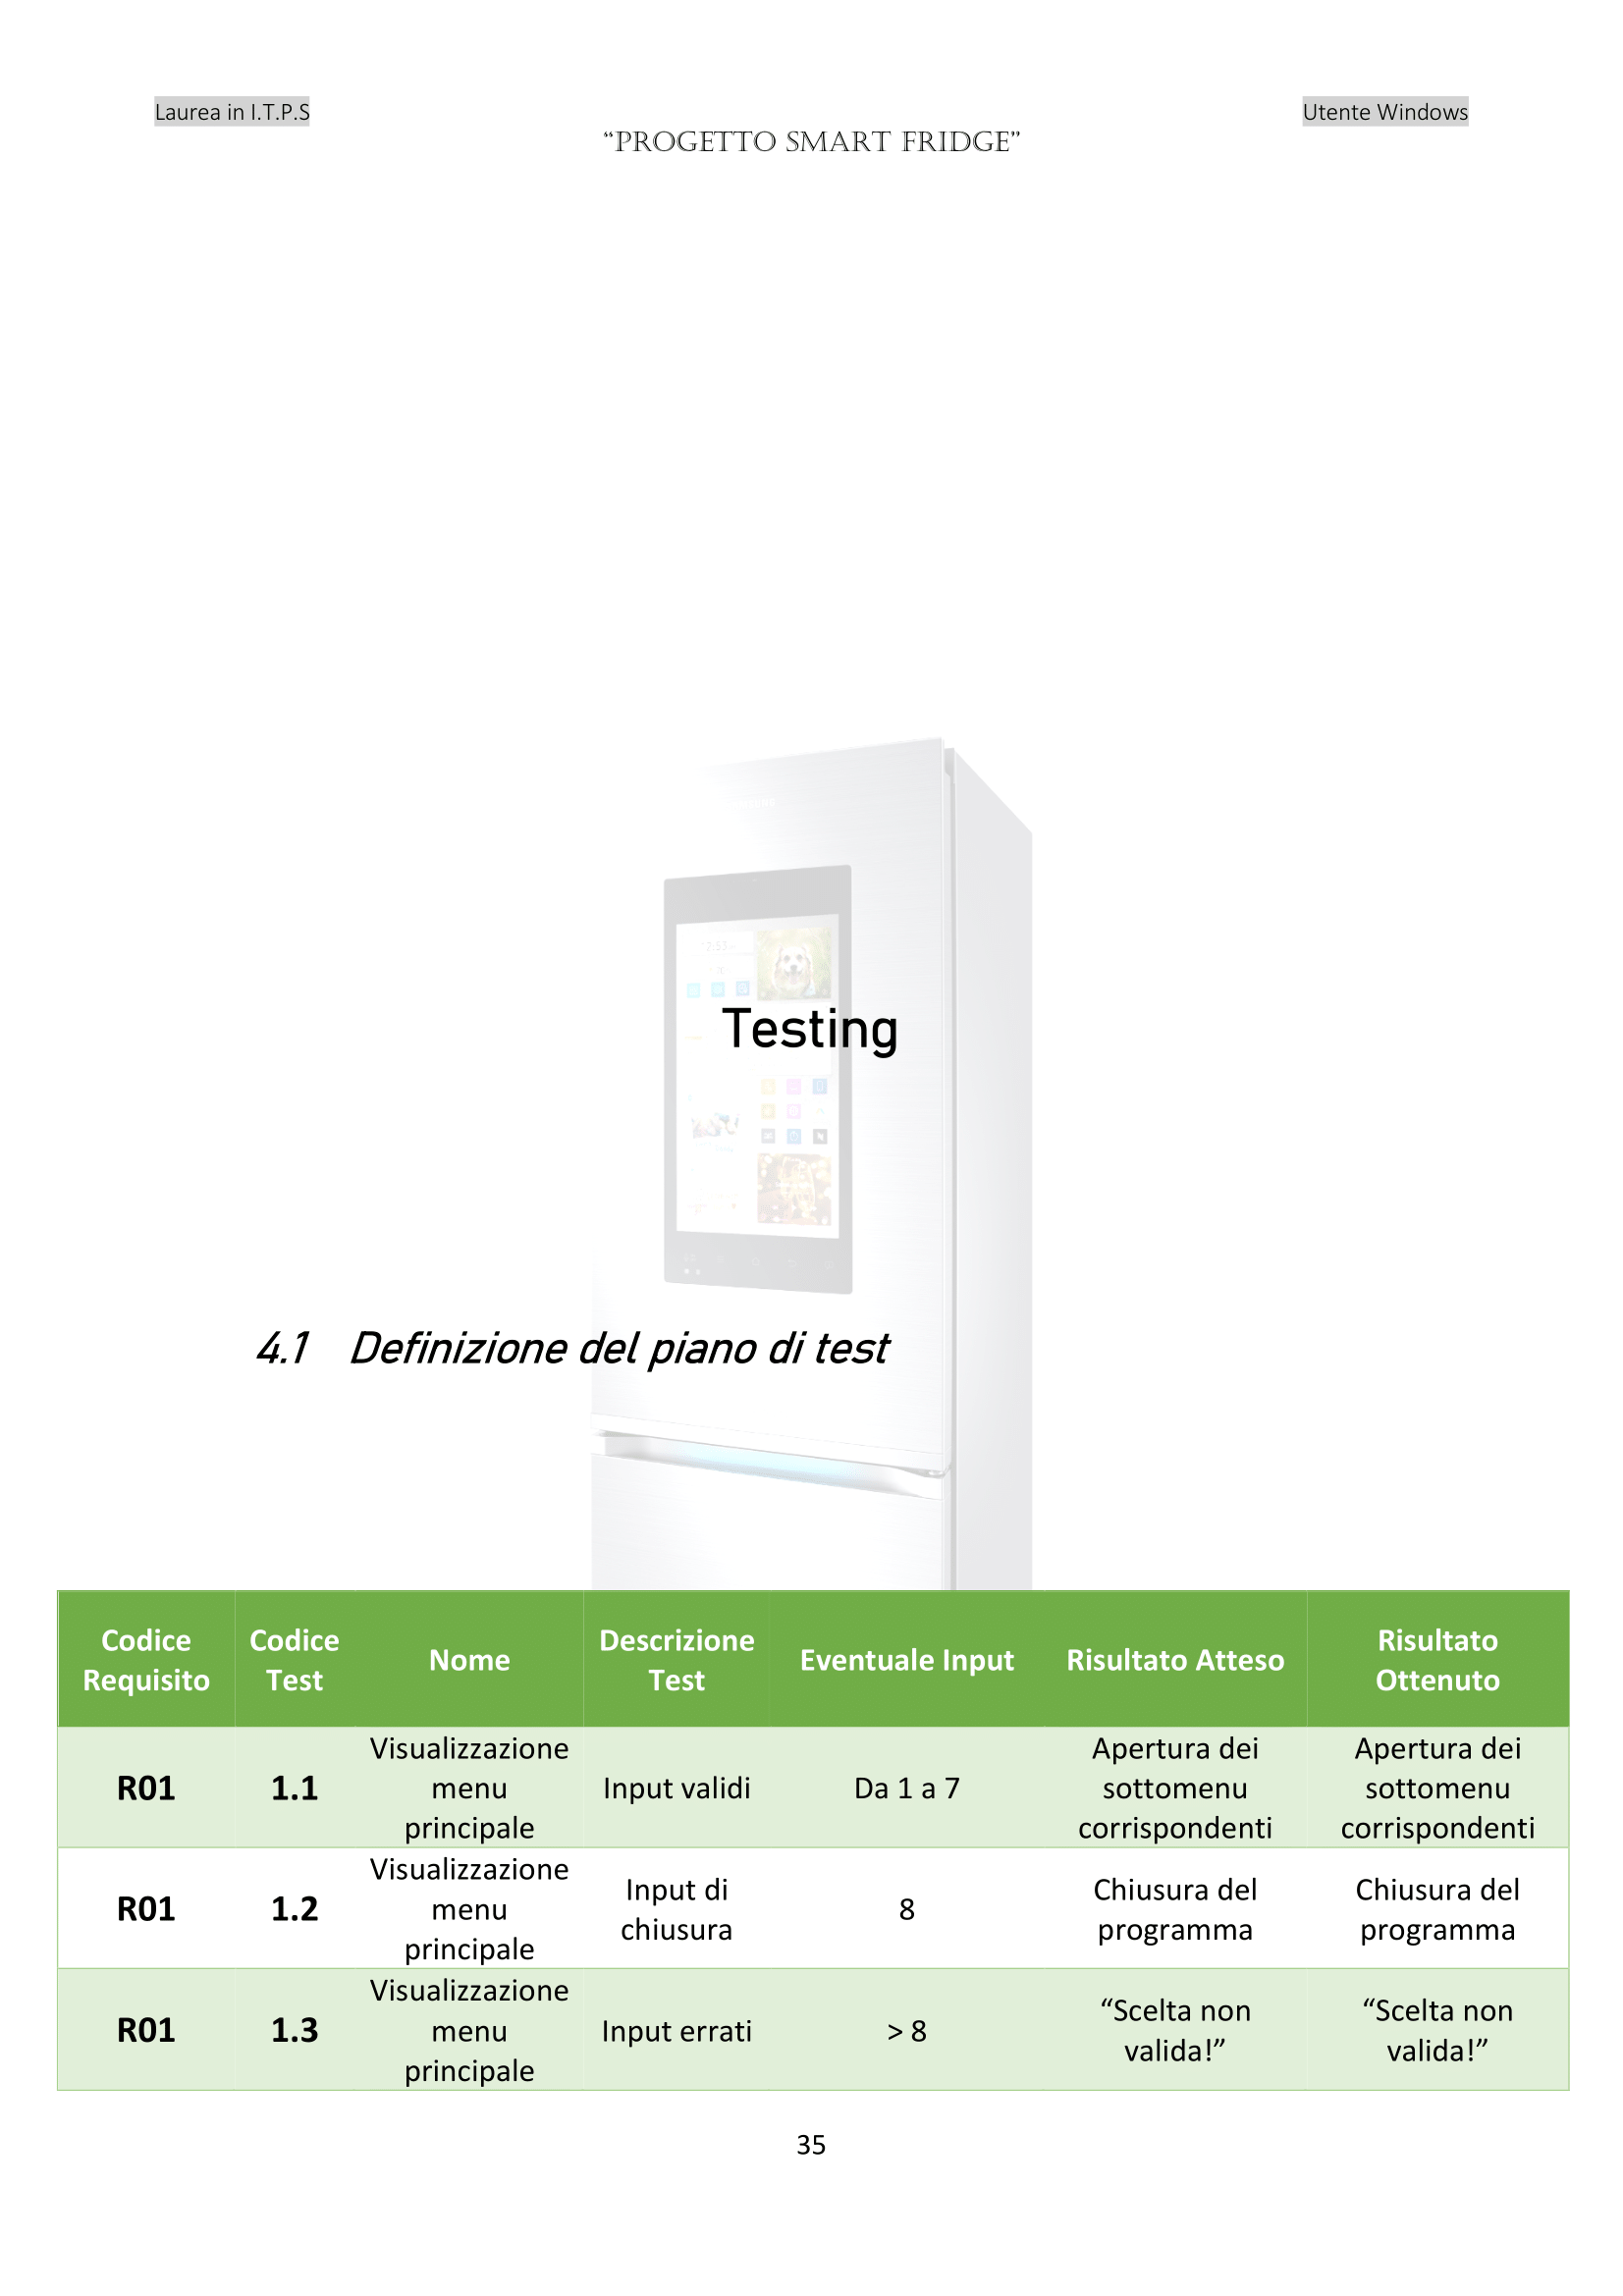 Laurea in I.T.P.S
Utente Windows
“PROGETTO SMART FRIDGE”
Testing
4.1 Definizione del piano di test
Codice Requisito
Codice Test
Nome
Descrizione Test
Eventuale Input
Risultato Atteso
Risultato Ottenuto
R01
1.1
Visualizzazione menu principale
Input validi
Da 1 a 7
Apertura dei sottomenu corrispondenti
Apertura dei sottomenu corrispondenti
R01
1.2
Visualizzazione menu principale
Input di chiusura
8
Chiusura del programma
Chiusura del programma
R01
1.3
Visualizzazione menu principale
Input errati
> 8
“Scelta non valida!”
“Scelta non valida!”
35